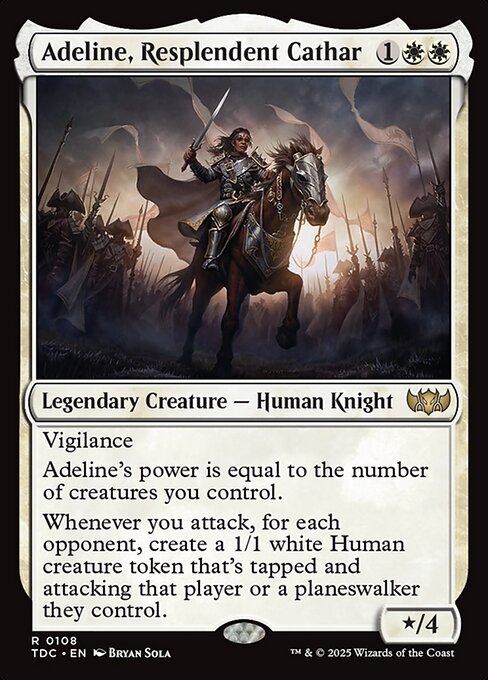 Adeline, Resplendent Cathar 1
Legendary Creature — Human Knight
Vigilance
Adeline's power is equal to the number
of creatures you control.
Whenever you attack, for each
opponent, create a 1/1 white Human
creature token that's tapped and
attacking that player or a planeswalker
they control.
★/4
R 0108
TDC • EN Bryan Sola
™ & © 2025 Wizards of the Coast